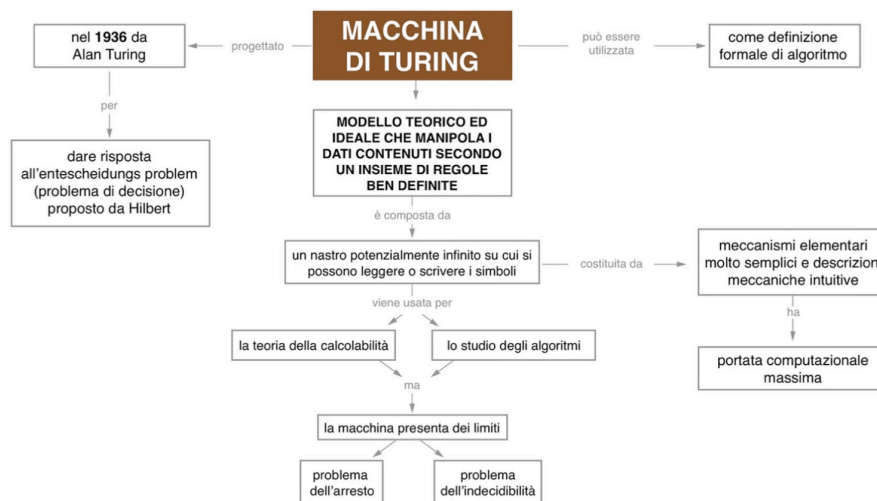 MACCHINA
DI TURING
progettato
nel 1936 da
Alan Turing
per
dare risposta
all'entescheidungs problem
(problema di decisione)
proposto da Hilbert
può essere
utilizzata
come definizione
formale di algoritmo
MODELLO TEORICO ED
IDEALE CHE MANIPOLA I
DATI CONTENUTI SECONDO
UN INSIEME DI REGOLE
BEN DEFINITE
è composta da
un nastro potenzialmente infinito su cui si
possono leggere o scrivere i simboli
costituita da
meccanismi elementari
molto semplici e descrizion
meccaniche intuitive
ha
portata computazionale
massima
viene usata per
la teoria della calcolabilità
lo studio degli algoritmi
ma
la macchina presenta dei limiti
problema
dell'arresto
problema
dell'indecidibilità